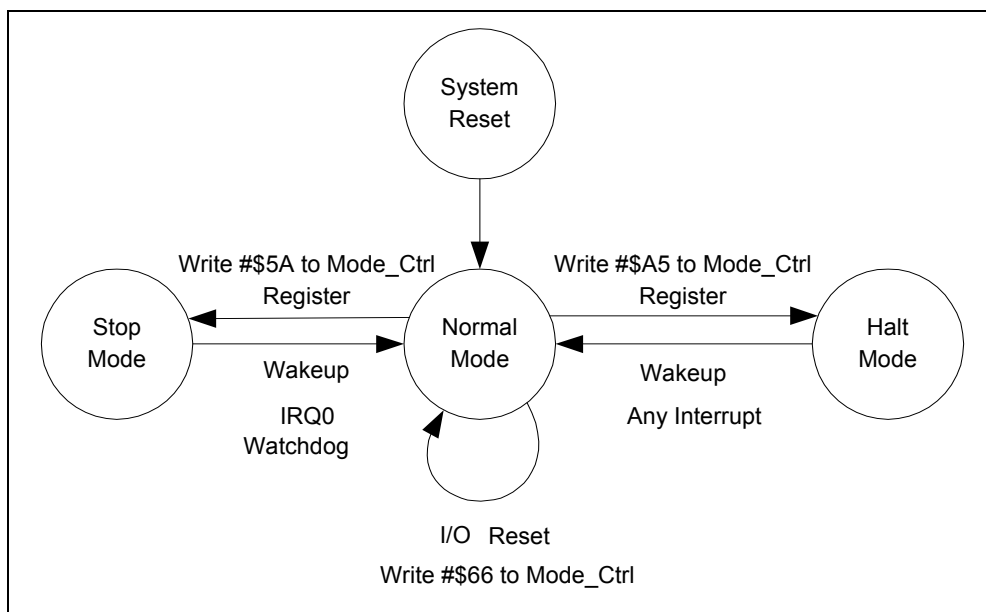 System
Reset
Write #$5A to Mode_Ctrl
Register
Write #$A5 to Mode_Ctrl
Register
Stop
Mode
Normal
Mode
Halt
Mode
Wakeup
IRQ0
Watchdog
Wakeup
Any Interrupt
I/O Reset
Write #$66 to Mode_Ctrl